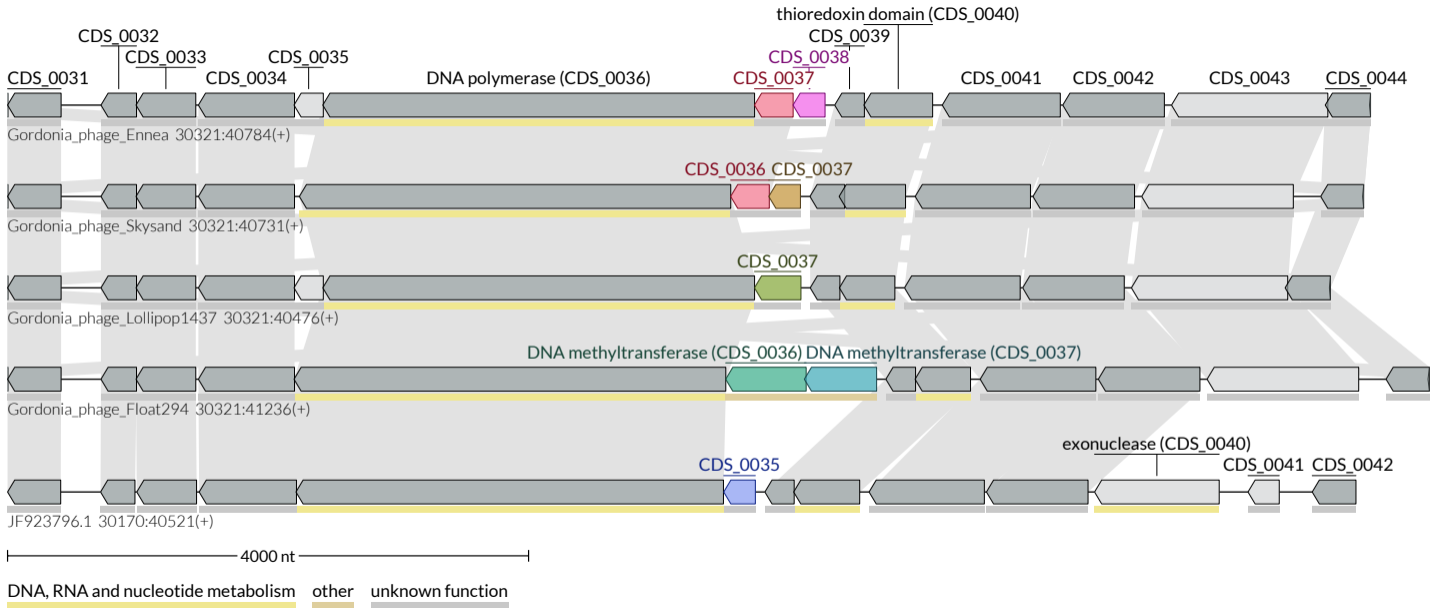 thioredoxin domain (CDS_0040)
CDS_0032 CDS_0039
CDS_0033 CDS_0035 CDS_0038
CDS_0031 CDS_0034 DNA polymerase (CDS_0036) CDS_0037 CDS_0041 CDS_0042 CDS_0043 CDS_0044
Gordonia_phage_Ennea 30321:40784(+)
CDS_0036 CDS_0037
Gordonia_phage_Skysand 30321:40731(+)
CDS_0037
Gordonia_phage_Lollipop1437 30321:40476(+)
DNA methyltransferase (CDS_0036) DNA methyltransferase (CDS_0037)
Gordonia_phage_Float294 30321:41236(+)
exonuclease (CDS_0040)
CDS_0035 CDS_0041 CDS_0042
JF923796.1 30170:40521(+)
4000 nt
DNA, RNA and nucleotide metabolism other unknown function